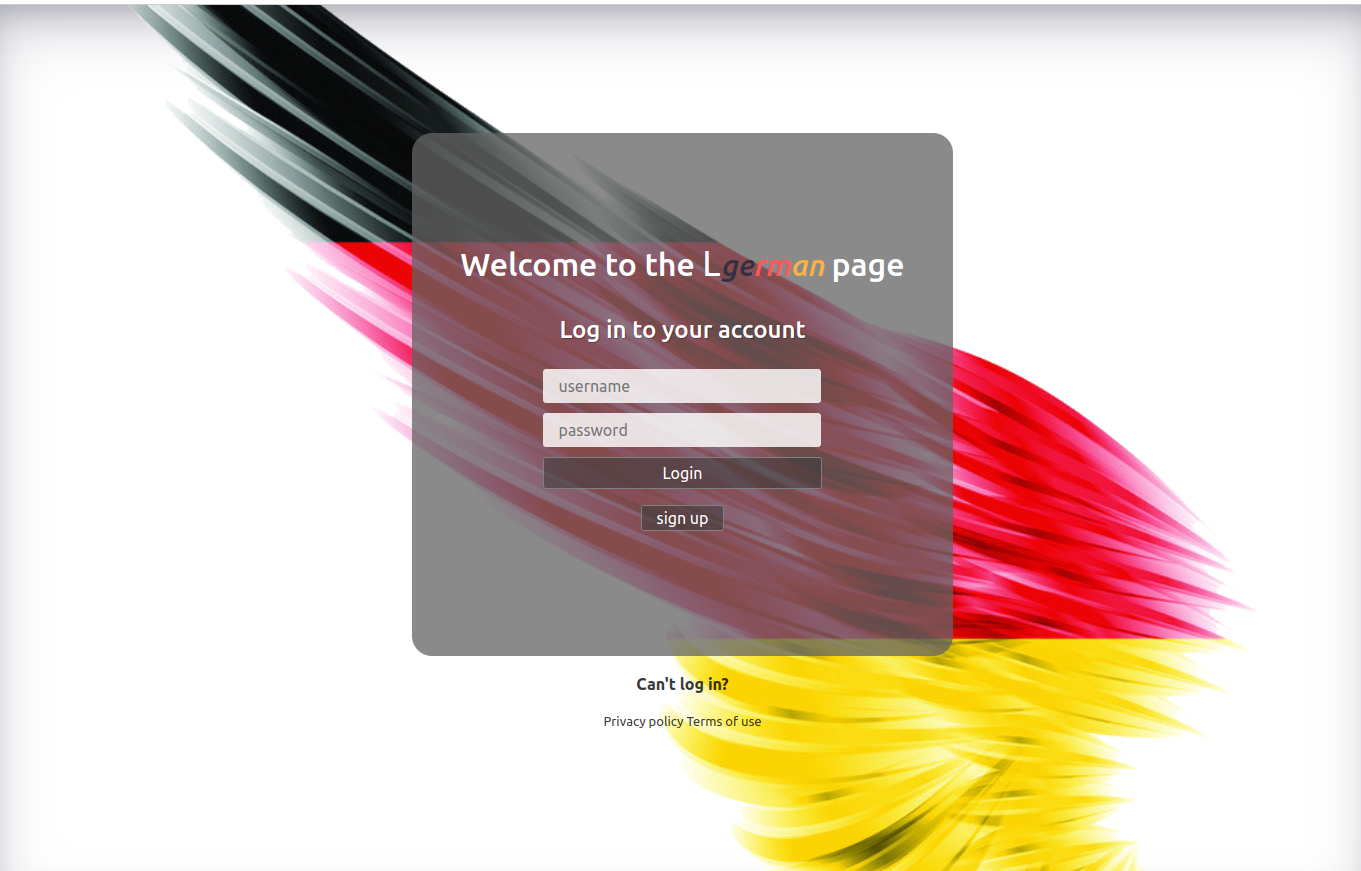 Welcome to the Lgerman page
Log in to your account
username
password
Login
sign up
Can't log in?
Privacy policy Terms of use